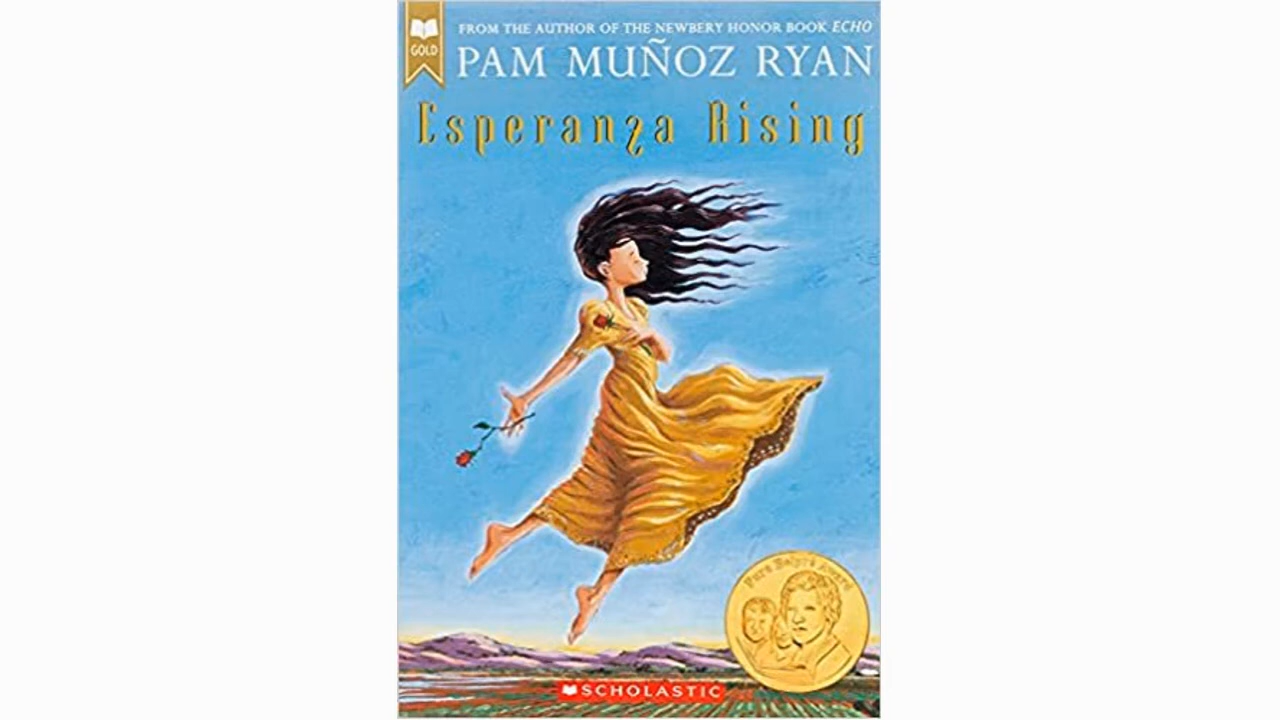 FROM THE AUTHOR OF THE NEWBERY HONOR BOOK ECHO
GOLD
PAM MUÑOZ RYAN
Esperanza Rising
Pura Belpré Award
SCHOLASTIC